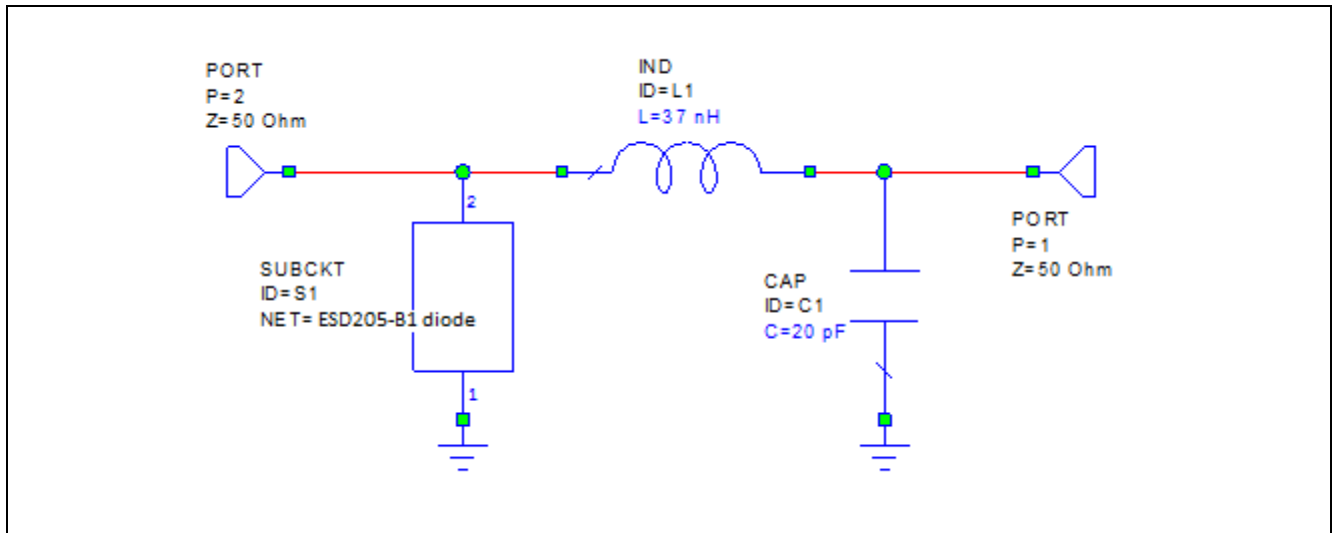 PORT
P=2
Z=50 Ohm
IND
ID=L1
L=37 nH
2
SUBCKT
ID=S1
NET= ESD205-B1 diode
1
CAP
ID=C1
C=20 pF
PORT
P=1
Z=50 Ohm